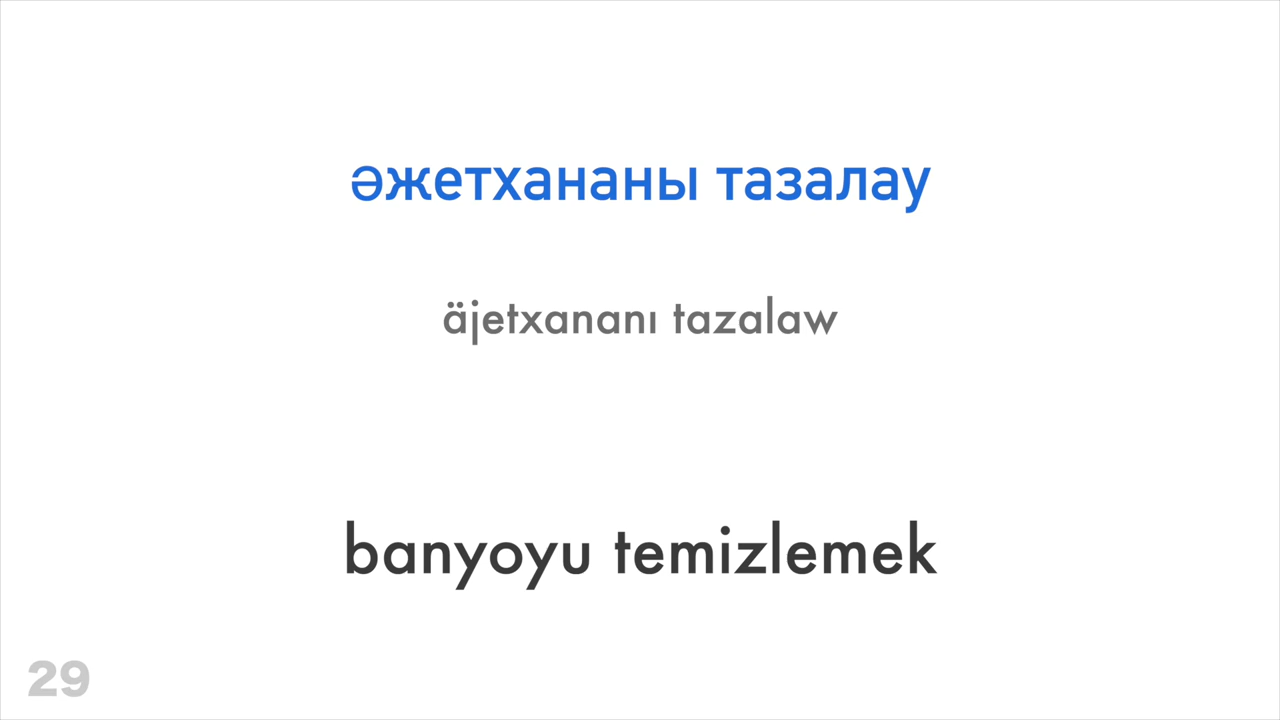 әжетхананы тазалау
äjetxananı tazalaw
banyoyu temizlemek
29